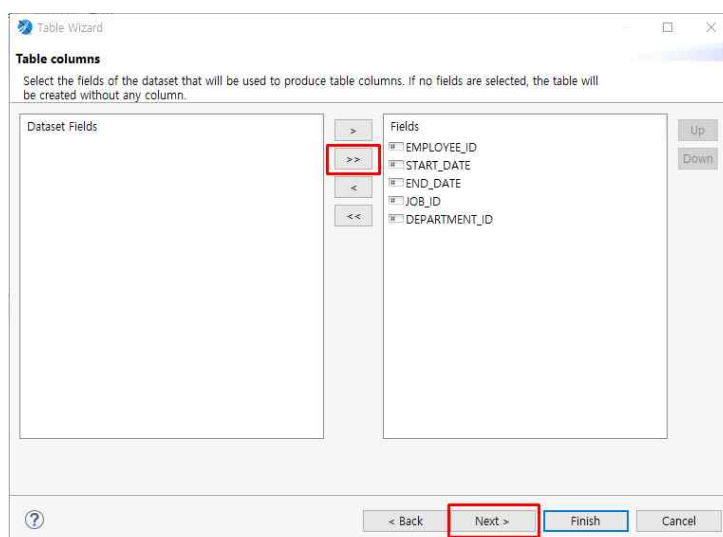 Table Wizard
Table columns
Select the fields of the dataset that will be used to produce table columns. If no fields are selected, the table will
be created without any column.
Dataset Fields
>
>>
<
<<
Fields
EMPLOYEE_ID
START_DATE
END_DATE
JOB_ID
DEPARTMENT_ID
Up
Down
?
< Back
Next >
Finish
Cancel